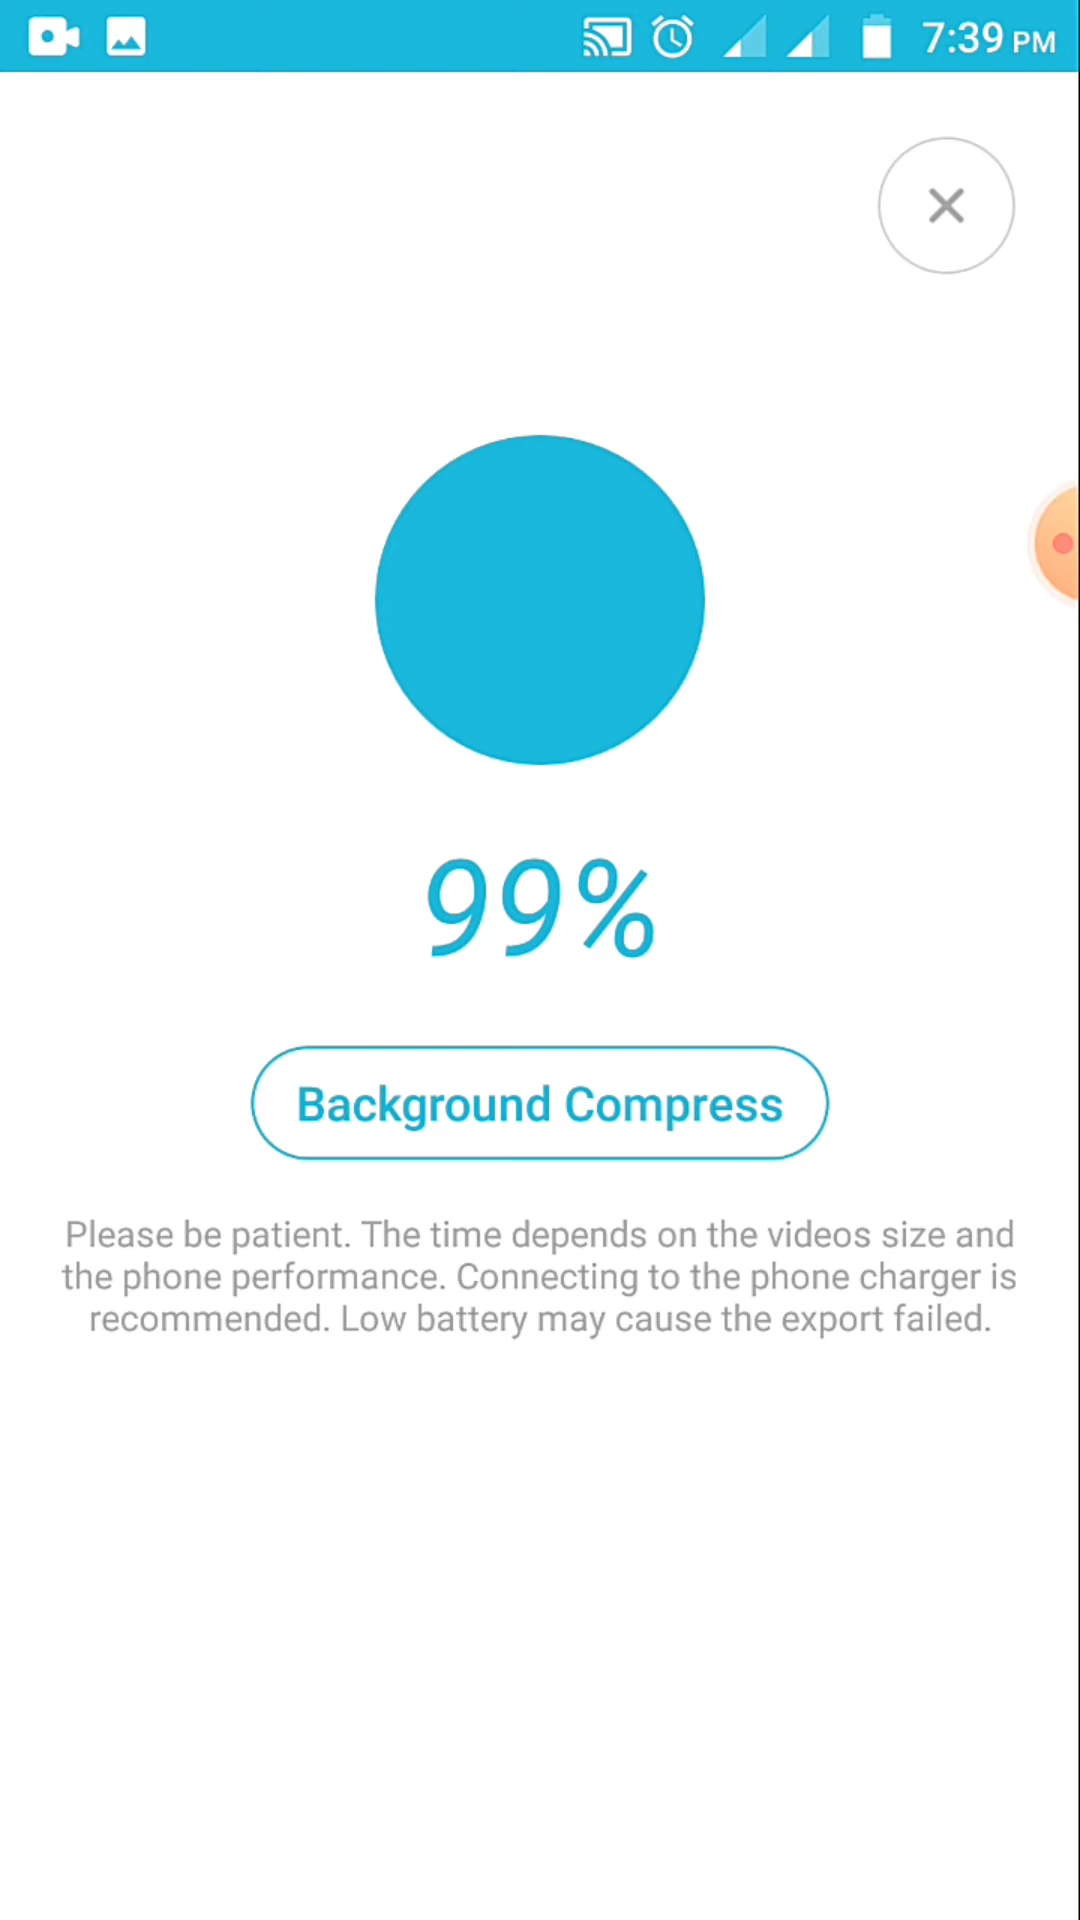 7:39 PM
99%
Background Compress
Please be patient. The time depends on the videos size and
the phone performance. Connecting to the phone charger is
recommended. Low battery may cause the export failed.